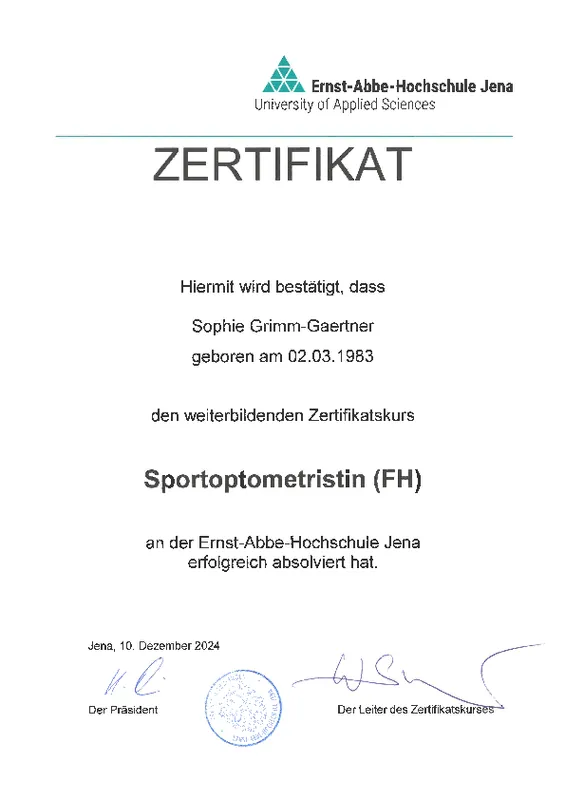 Ernst-Abbe-Hochschule Jena
University of Applied Sciences
ZERTIFIKAT
Hiermit wird bestätigt, dass
Sophie Grimm-Gaertner
geboren am 02.03.1983
den weiterbildenden Zertifikatskurs
Sportoptometristin (FH)
an der Ernst-Abbe-Hochschule Jena
erfolgreich absolviert hat.
Jena, 10. Dezember 2024
Der Präsident
Der Leiter des Zertifikatskurses